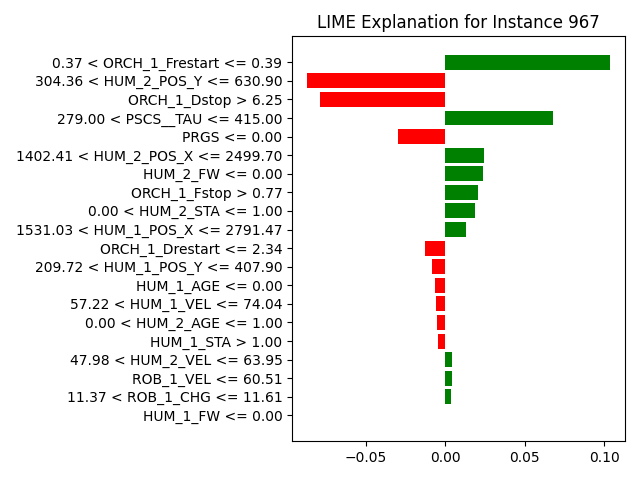 LIME Explanation for Instance 967
0.37 < ORCH_1_Frestart <= 0.39
304.36 < HUM_2_POS_Y <= 630.90
ORCH_1_Dstop > 6.25
279.00 < PSCS__TAU <= 415.00
PRGS <= 0.00
1402.41 < HUM_2_POS_X <= 2499.70
HUM_2_FW <= 0.00
ORCH_1_Fstop > 0.77
0.00 < HUM_2_STA <= 1.00
1531.03 < HUM_1_POS_X <= 2791.47
ORCH_1_Drestart <= 2.34
209.72 < HUM_1_POS_Y <= 407.90
HUM_1_AGE <= 0.00
57.22 < HUM_1_VEL <= 74.04
0.00 < HUM_2_AGE <= 1.00
HUM_1_STA > 1.00
47.98 < HUM_2_VEL <= 63.95
ROB_1_VEL <= 60.51
11.37 < ROB_1_CHG <= 11.61
HUM_1_FW <= 0.00
−0.05 0.00 0.05 0.10